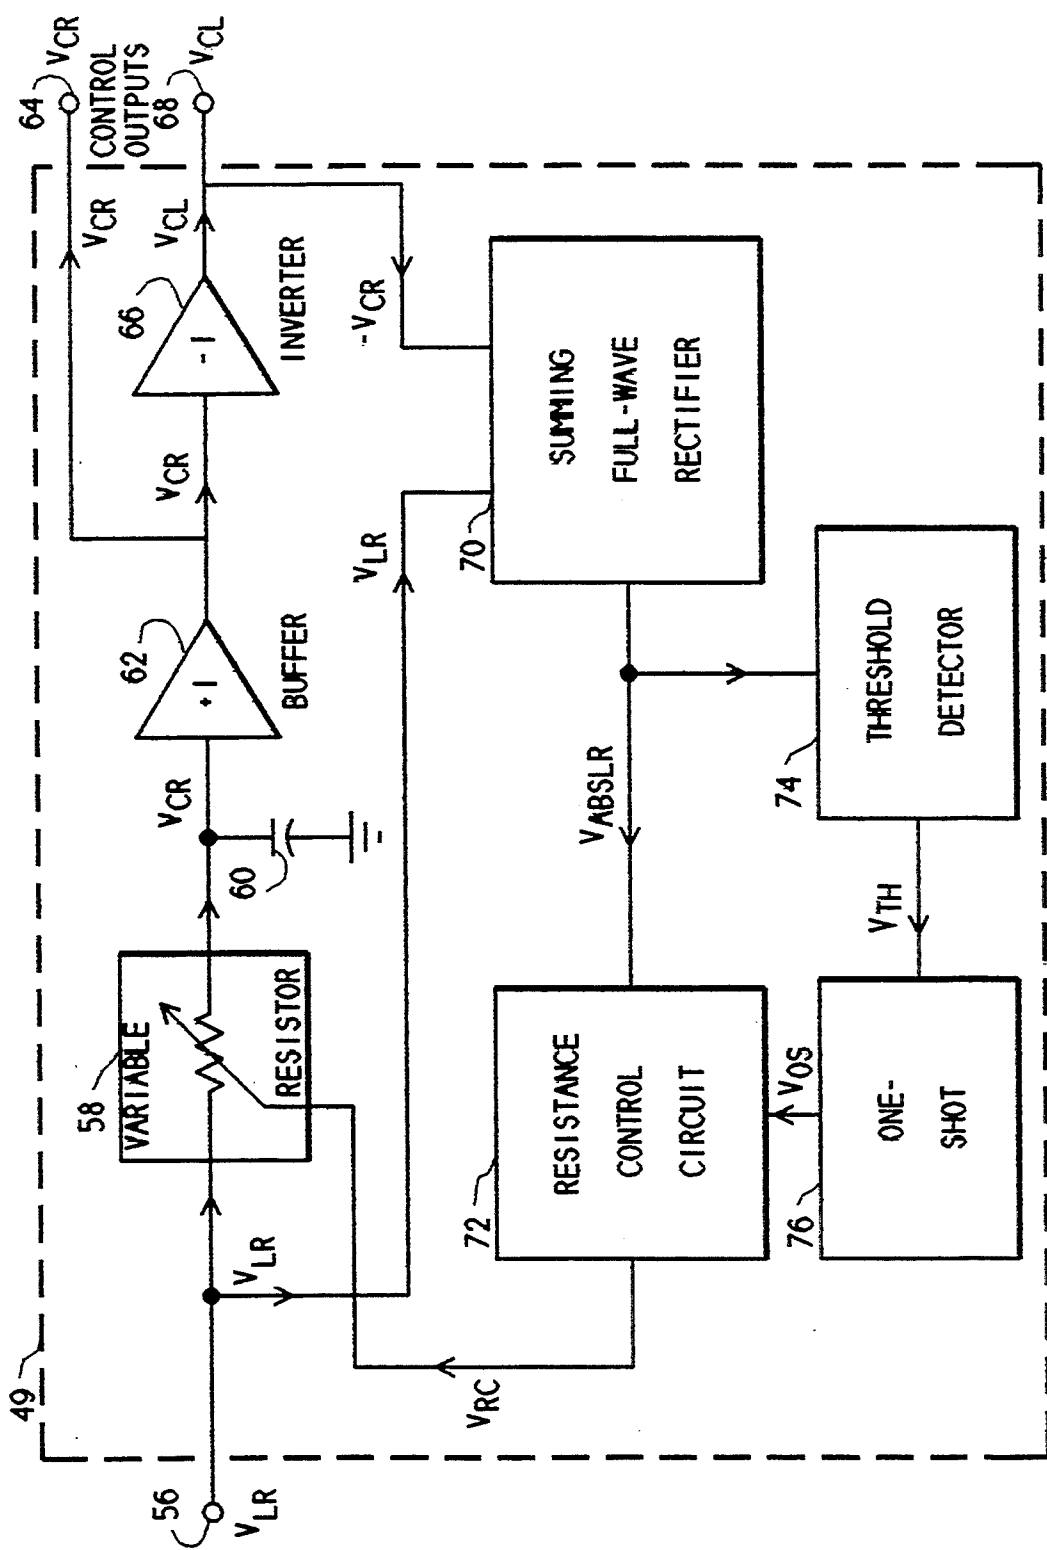 49
56
VLR
VLR
58
VARIABLE
RESISTOR
VCR
60
62
+1
BUFFER
VCR
66
-1
INVERTER
VCR
VCL
64
VCR
CONTROL
OUTPUTS
68
VCL
VLR
-VCR
70
SUMMING
FULL-WAVE
RECTIFIER
VABSLR
VRC
72
RESISTANCE
CONTROL
CIRCUIT
74
THRESHOLD
DETECTOR
VTH
VOS
76
ONE-
SHOT